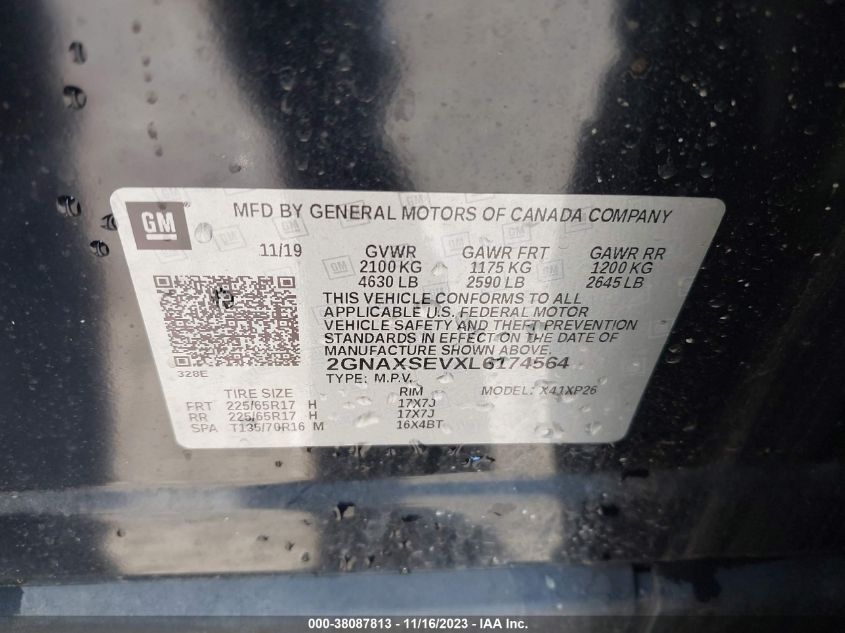 GM
MFD BY GENERAL MOTORS OF CANADA COMPANY
11/19 GVWR GAWR FRT GAWR RR
2100 KG 1175 KG 1200 KG
4630 LB 2590 LB 2645 LB
THIS VEHICLE CONFORMS TO ALL
APPLICABLE U.S. FEDERAL MOTOR
VEHICLE SAFETY AND THEFT PREVENTION
STANDARDS IN EFFECT ON THE DATE OF
MANUFACTURE SHOWN ABOVE.
2GNAXSEVXL6174564
328E
TYPE: M.P.V.
TIRE SIZE RIM MODEL: X41XP26
FRT 225/65R17 H 17X7J
RR 225/65R17 H 17X7J
SPA T135/70R16 M 16X4BT
000-38087813 - 11/16/2023 - IAA Inc.